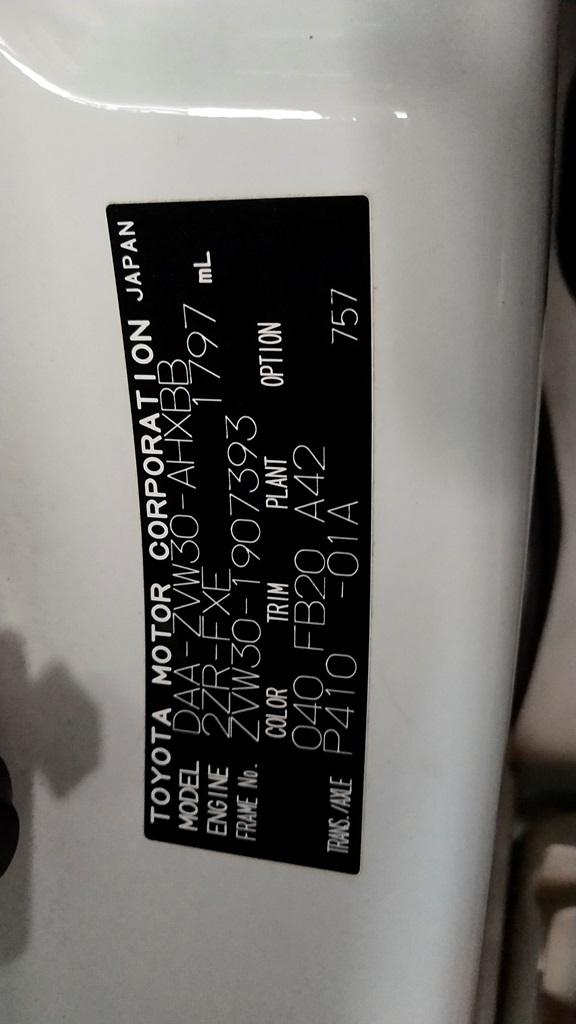 TOYOTA MOTOR CORPORATION JAPAN
MODEL DAA-ZVW30-AHXBB
ENGINE 2ZR-FXE 1797 mL
FRAME No. ZVW30-1907393
COLOR TRIM PLANT OPTION
040 FB20 A42
TRANS./AXLE P410 -01A 757